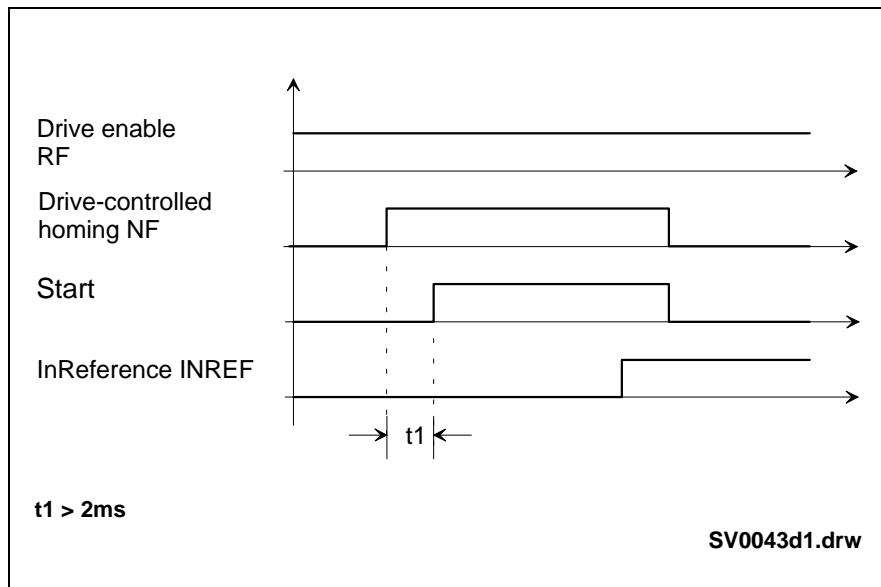 Drive enable
RF
Drive-controlled
homing NF
Start
InReference INREF
t1
t1 > 2ms
SV0043d1.drw